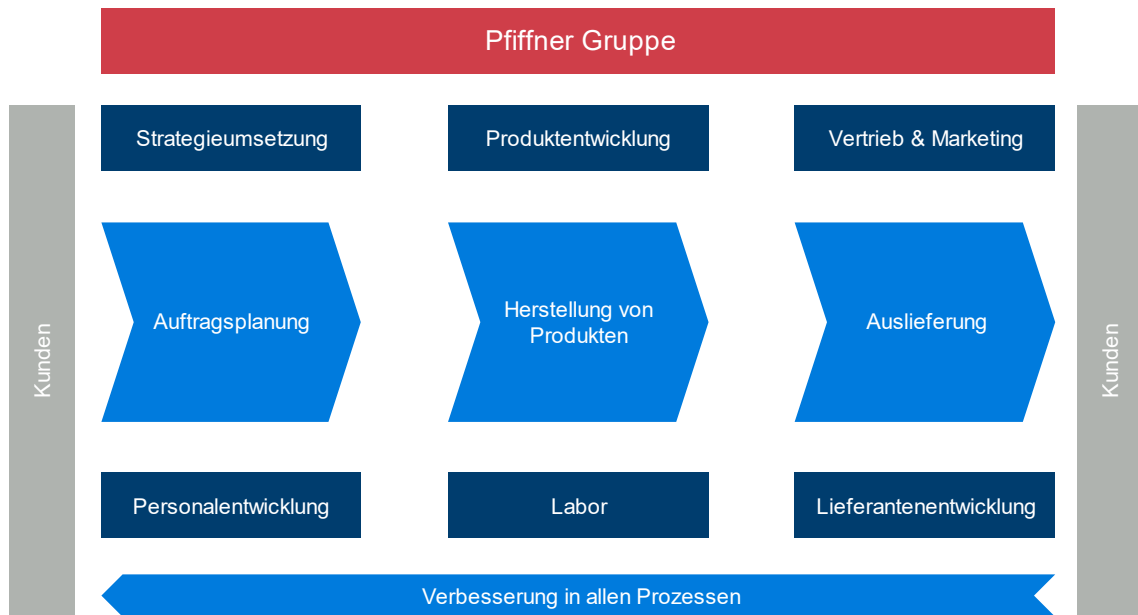 Pfiffner Gruppe
Kunden
Strategieumsetzung
Produktentwicklung
Vertrieb & Marketing
Auftragsplanung
Herstellung von
Produkten
Auslieferung
Personalentwicklung
Labor
Lieferantenentwicklung
Verbesserung in allen Prozessen
Kunden